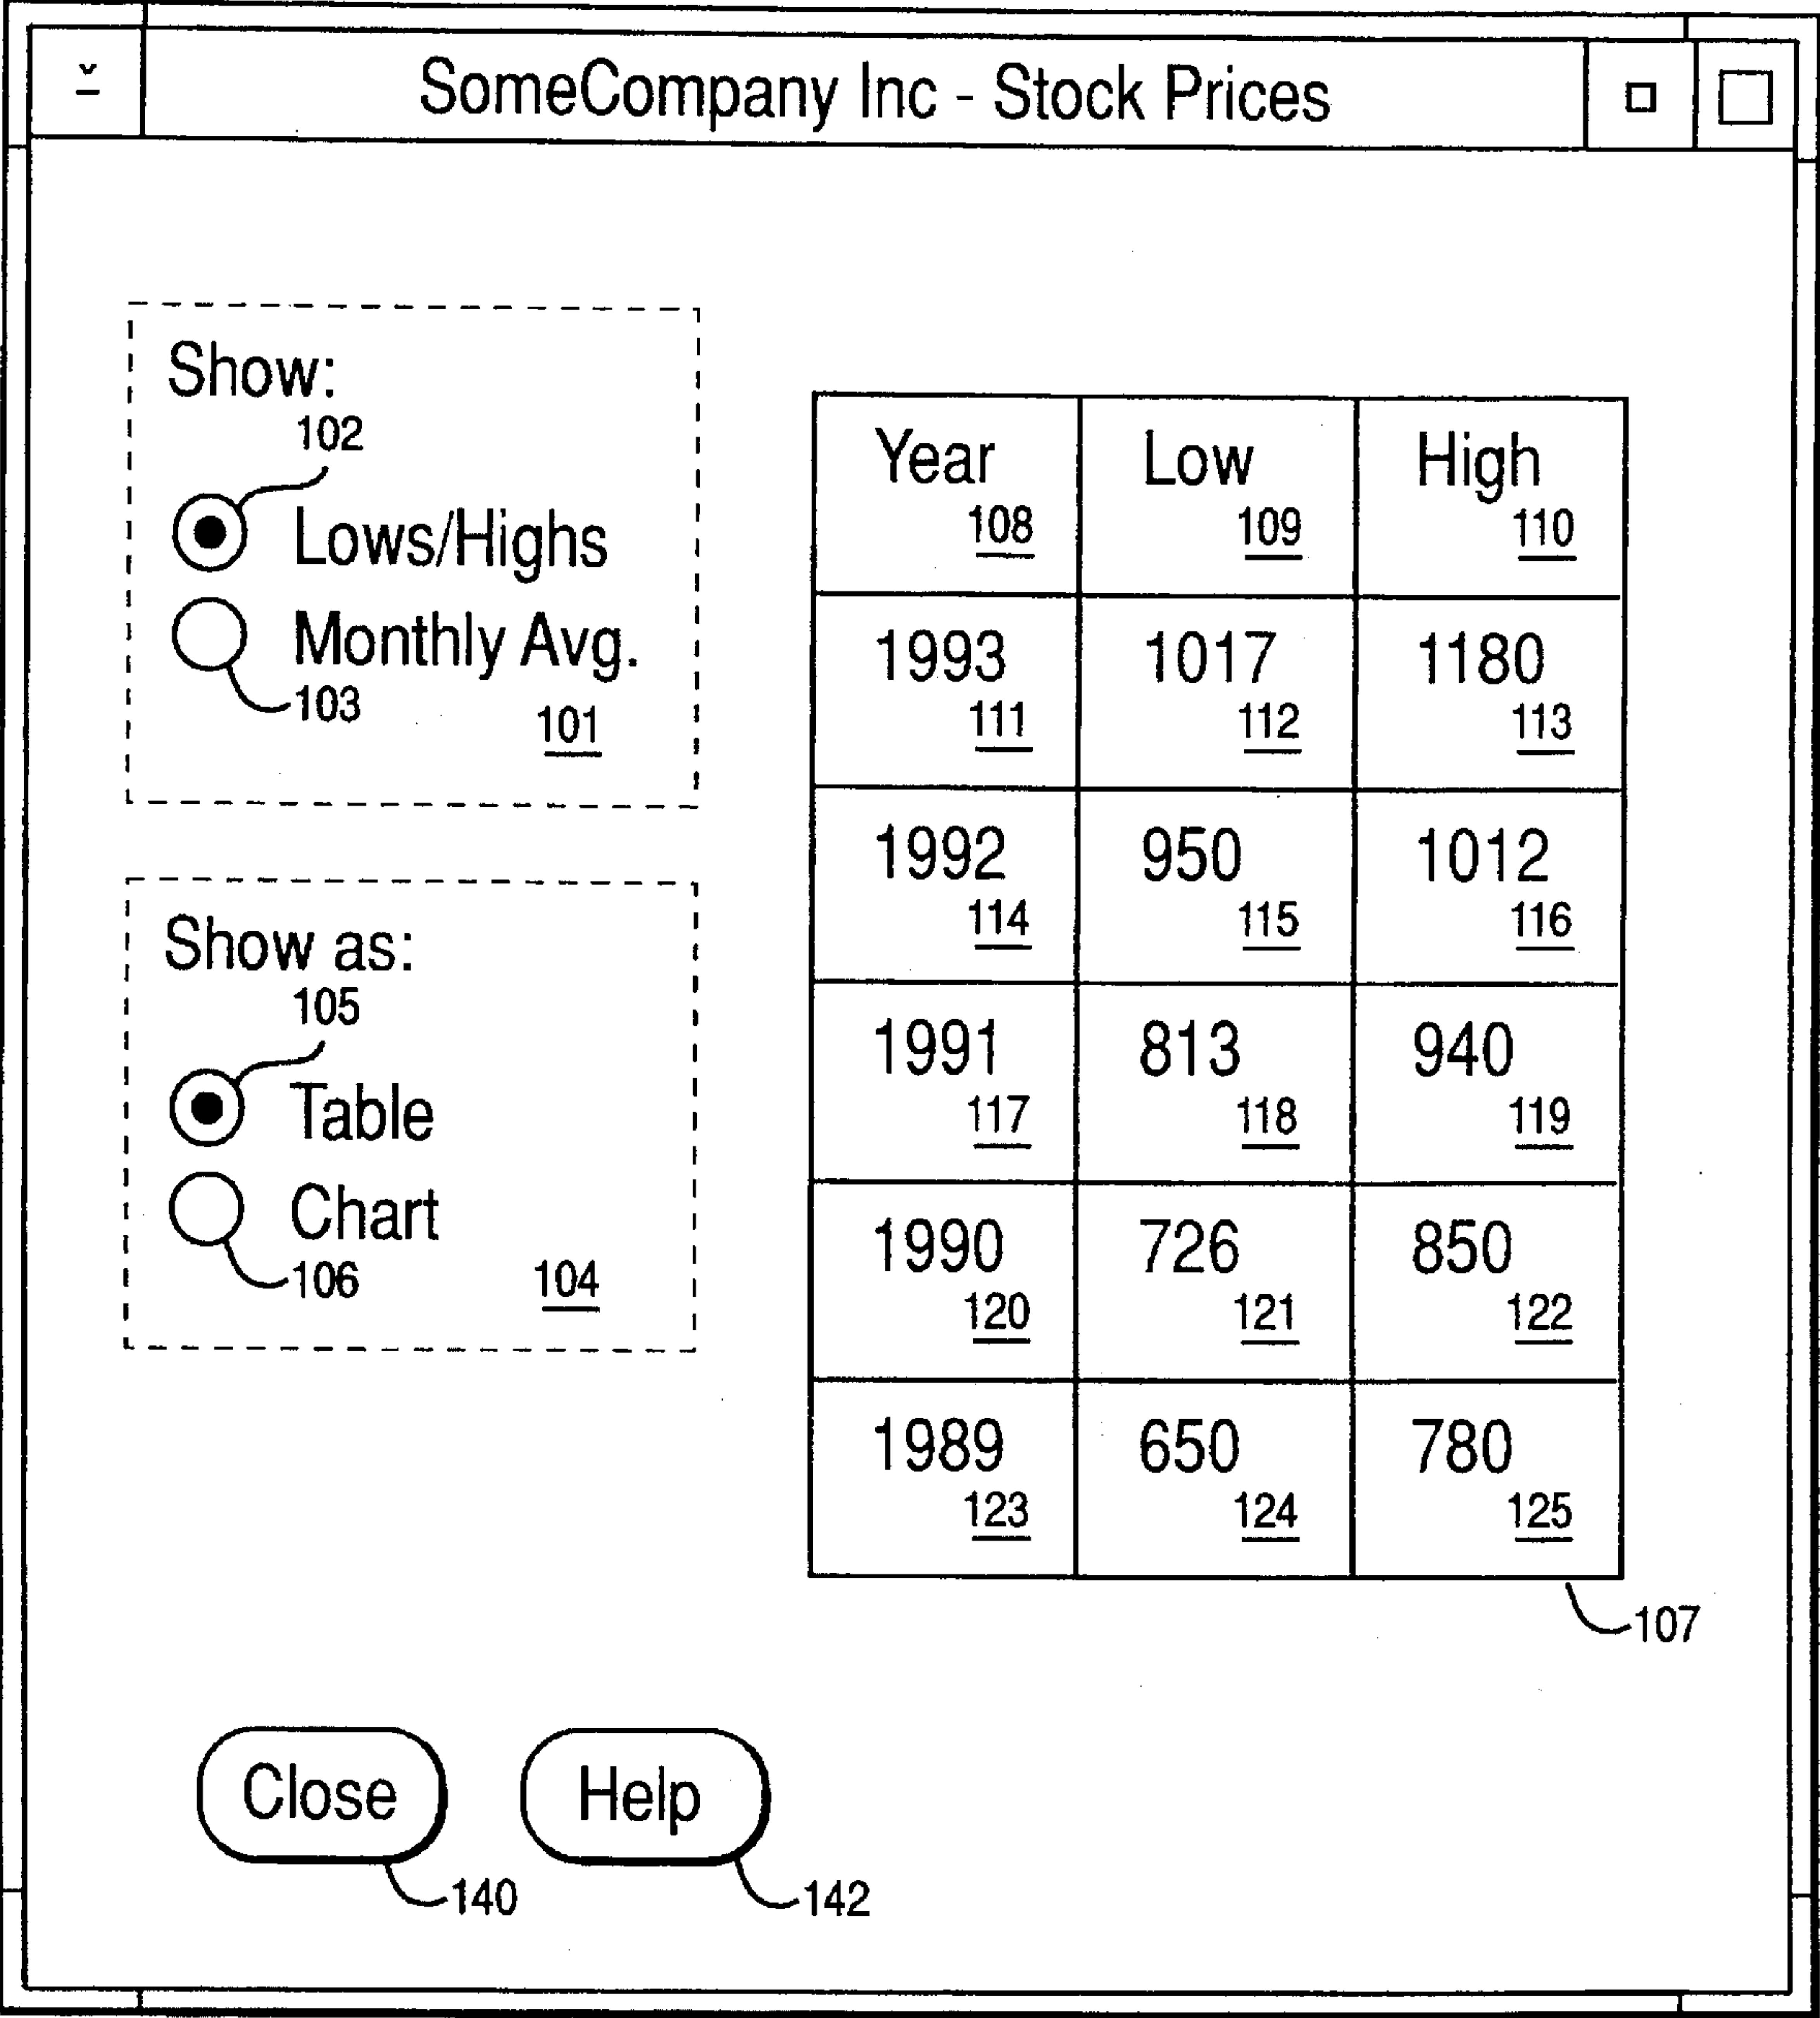 SomeCompany Inc - Stock Prices
Show:
102
Lows/Highs
Monthly Avg.
103
101
Show as:
105
Table
Chart
106
104
Year Low High
108 109 110
1993 1017 1180
111 112 113
1992 950 1012
114 115 116
1991 813 940
117 118 119
1990 726 850
120 121 122
1989 650 780
123 124 125
107
Close Help
140 142